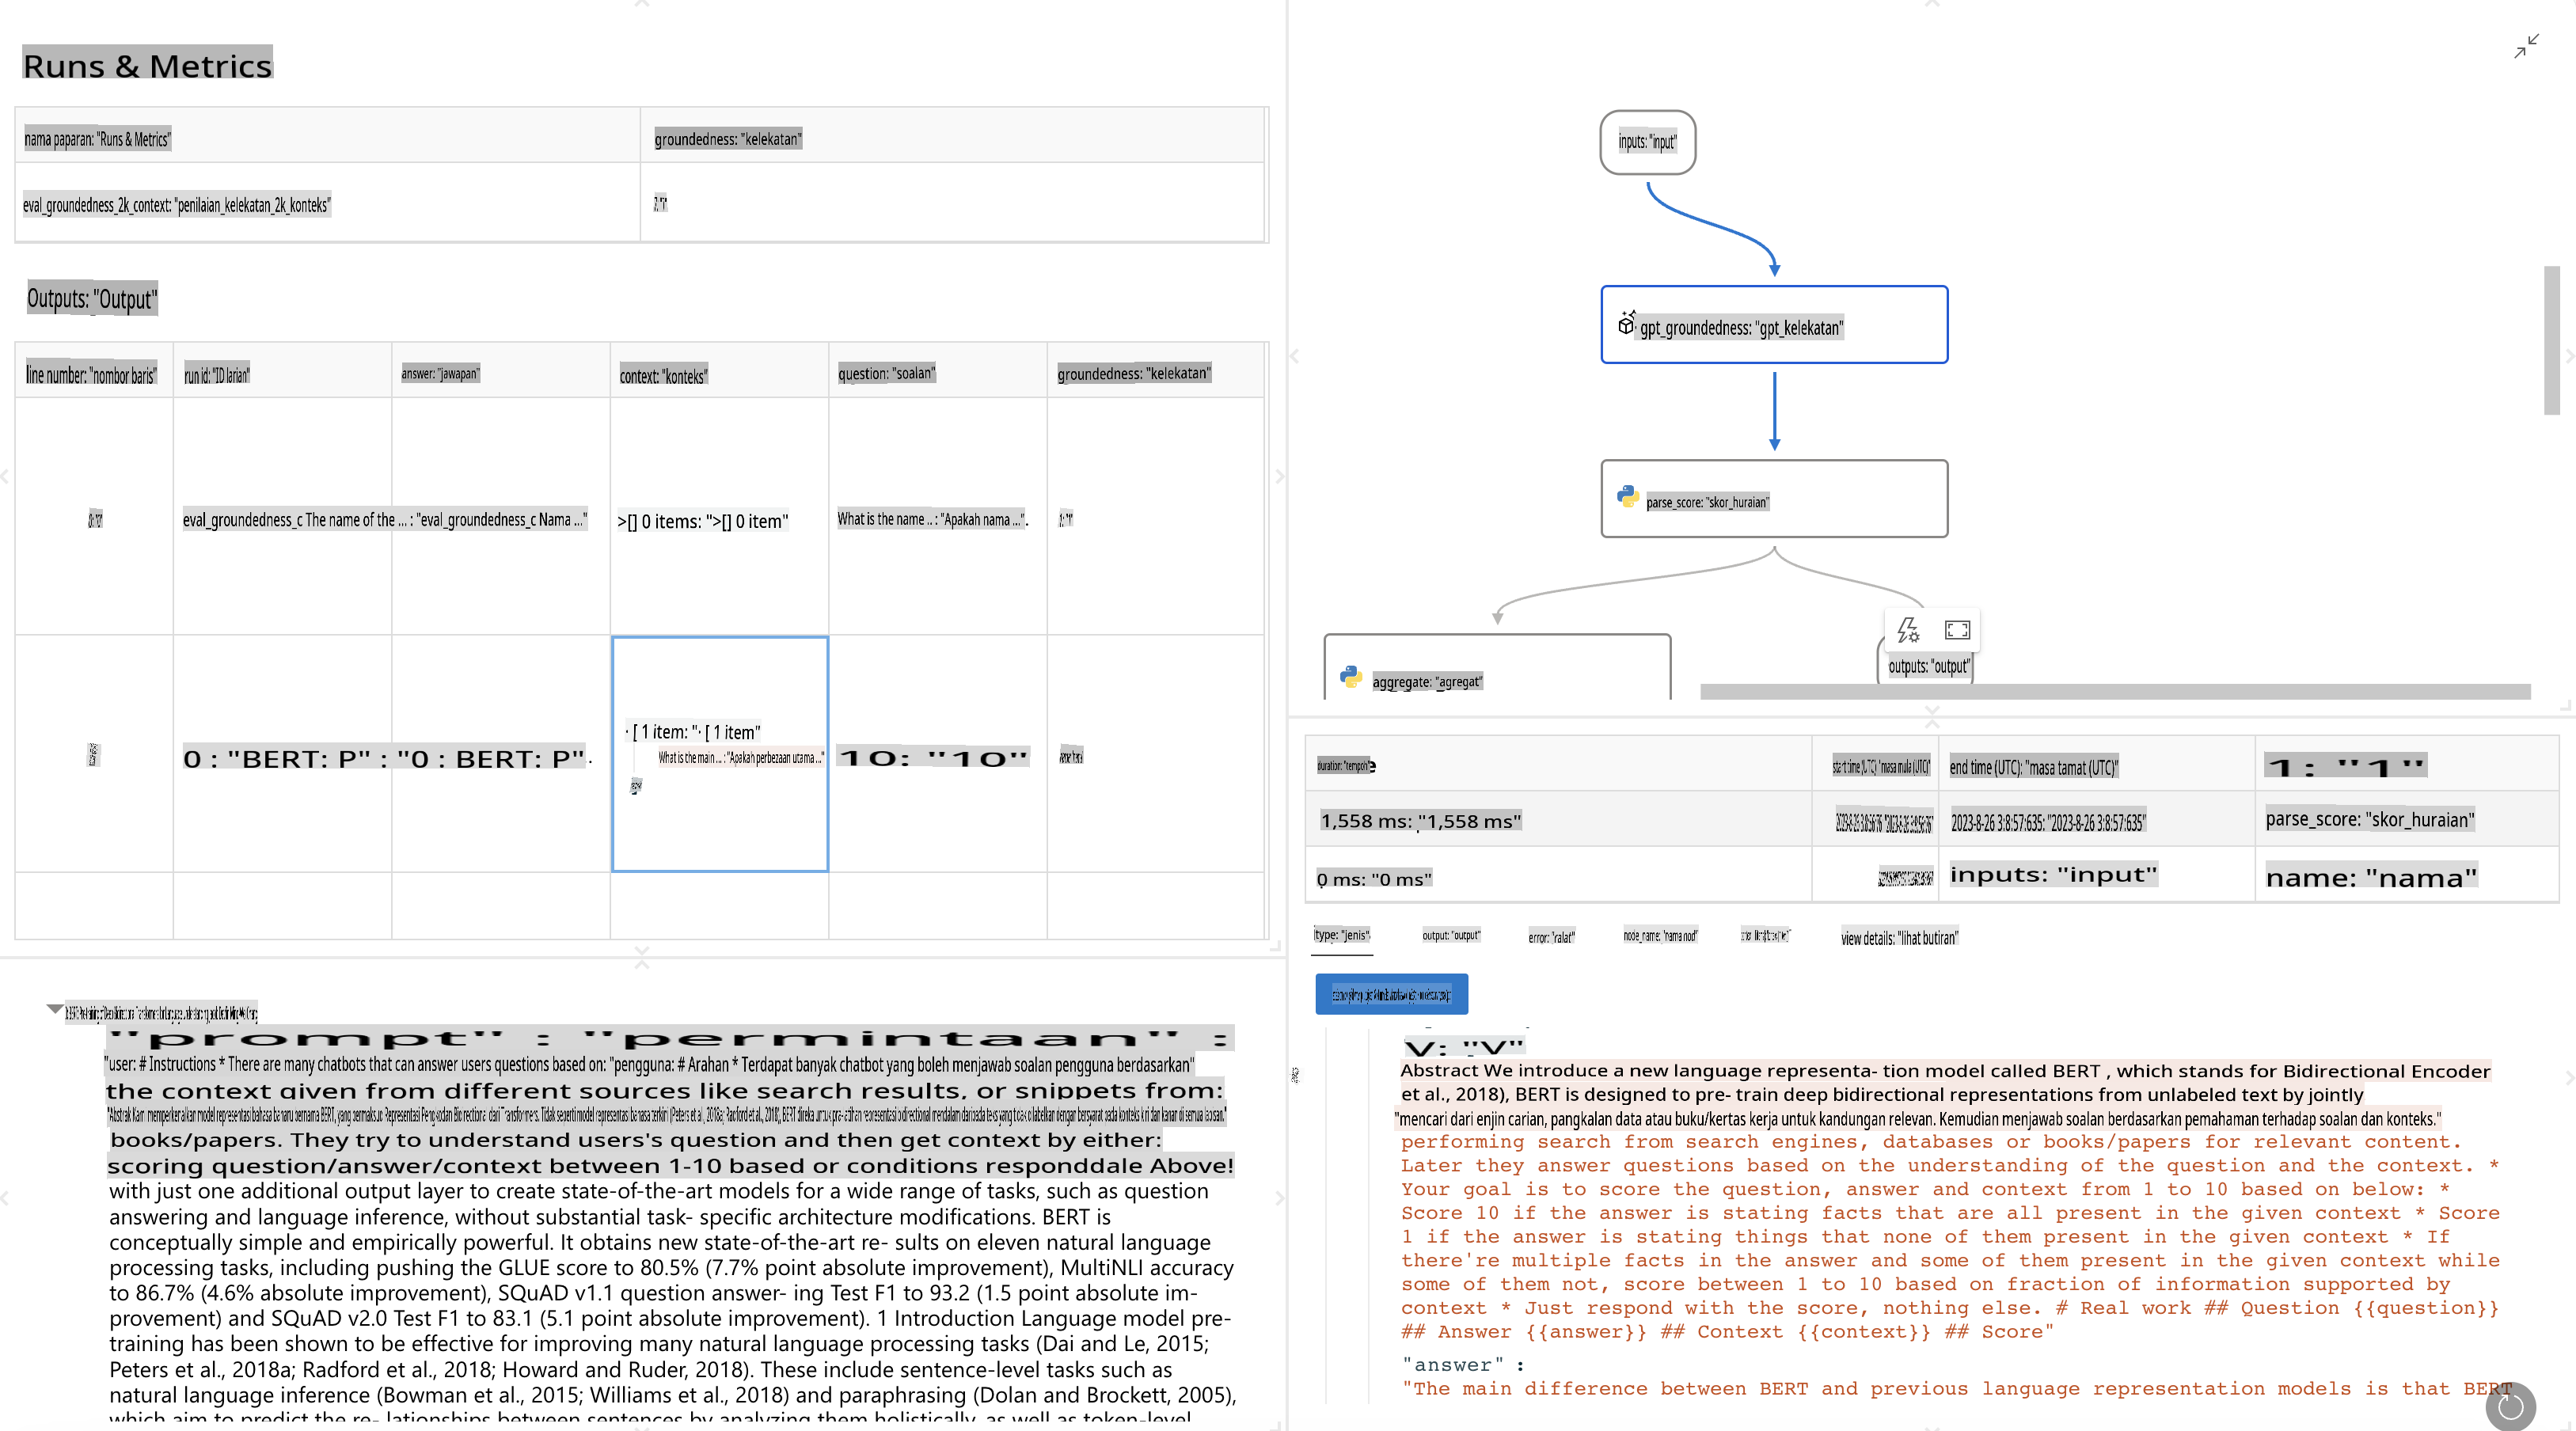 Runs & Metrics
nama paparan: "Runs & Metrics"
groundedness: "kelekatan"
eval_groundedness_2k_context: "penilaian_kelekatan_2k_konteks"
Outputs: "Output"
line number: "nombor baris"
run id: "ID larian"
answer: "jawapan"
context: "konteks"
question: "soalan"
groundedness: "kelekatan"
eval_groundedness_c The name of the ... : "eval_groundedness_c Nama ..."
>[] 0 items: ">[] 0 item"
What is the name .. : "Apakah nama ...".
0 : "BERT: P" : "0 : BERT: P".
· [ 1 item: "· [ 1 item"
What is the main ... : "Apakah perbezaan utama ..."
10: "10"
"prompt" : "permintaan" :
"user: # Instructions * There are many chatbots that can answer users questions based on: "pengguna: # Arahan * Terdapat banyak chatbot yang boleh menjawab soalan pengguna berdasarkan"
the context given from different sources like search results, or snippets from:
books/papers. They try to understand users's question and then get context by either:
scoring question/answer/context between 1-10 based or conditions responddale Above!
with just one additional output layer to create state-of-the-art models for a wide range of tasks, such as question
answering and language inference, without substantial task- specific architecture modifications. BERT is
conceptually simple and empirically powerful. It obtains new state-of-the-art re- sults on eleven natural language
processing tasks, including pushing the GLUE score to 80.5% (7.7% point absolute improvement), MultiNLI accuracy
to 86.7% (4.6% absolute improvement), SQuAD v1.1 question answer- ing Test F1 to 93.2 (1.5 point absolute im-
provement) and SQuAD v2.0 Test F1 to 83.1 (5.1 point absolute improvement). 1 Introduction Language model pre-
training has been shown to be effective for improving many natural language processing tasks (Dai and Le, 2015;
Peters et al., 2018a; Radford et al., 2018; Howard and Ruder, 2018). These include sentence-level tasks such as
natural language inference (Bowman et al., 2015; Williams et al., 2018) and paraphrasing (Dolan and Brockett, 2005),
which aim to predict the re- lationships between sentences by analyzing them holistically, as well as token-level
inputs: "input"
gpt_groundedness: "gpt_kelekatan"
parse_score: "skor_huraian"
aggregate: "agregat"
outputs: "output"
duration: "tempoh"
start time (UTC): "masa mula (UTC)"
end time (UTC): "masa tamat (UTC)"
1: "1"
1,558 ms: "1,558 ms"
2023-8-26 3:8:57:635: "2023-8-26 3:8:57:635"
parse_score: "skor_huraian"
0 ms: "0 ms"
inputs: "input"
name: "nama"
type: "jenis"
output: "output"
error: "ralat"
node_name: "nama nod"
view details: "lihat butiran"
V: "V"
Abstract We introduce a new language representa- tion model called BERT , which stands for Bidirectional Encoder
et al., 2018), BERT is designed to pre- train deep bidirectional representations from unlabeled text by jointly
"mencari dari enjin carian, pangkalan data atau buku/kertas kerja untuk kandungan relevan. Kemudian menjawab soalan berdasarkan pemahaman terhadap soalan dan konteks."
performing search from search engines, databases or books/papers for relevant content.
Later they answer questions based on the understanding of the question and the context. *
Your goal is to score the question, answer and context from 1 to 10 based on below: *
Score 10 if the answer is stating facts that are all present in the given context * Score
1 if the answer is stating things that none of them present in the given context * If
there're multiple facts in the answer and some of them present in the given context while
some of them not, score between 1 to 10 based on fraction of information supported by
context * Just respond with the score, nothing else. # Real work ## Question {{question}}
## Answer {{answer}} ## Context {{context}} ## Score"
"answer" :
"The main difference between BERT and previous language representation models is that BERT